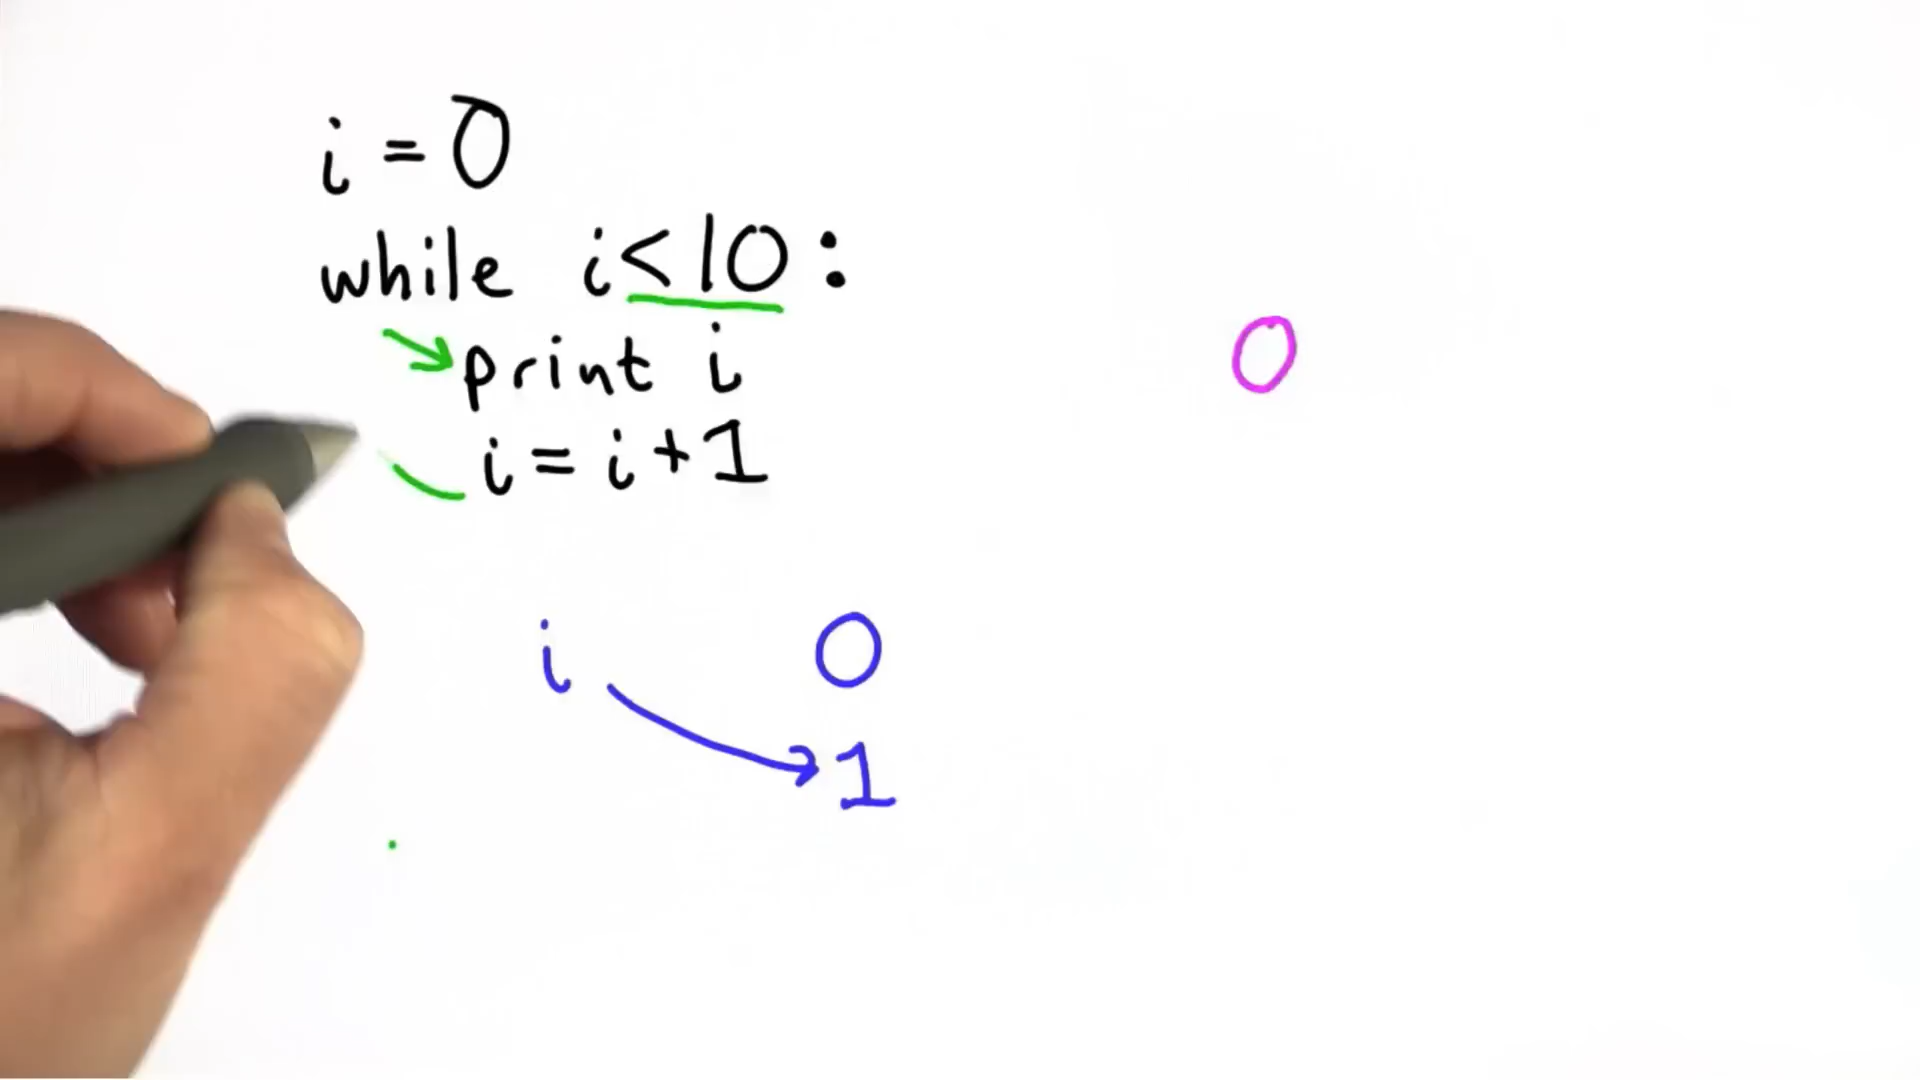 i = 0
while i < 10 :
print i
i = i + 1
0
i 0
1